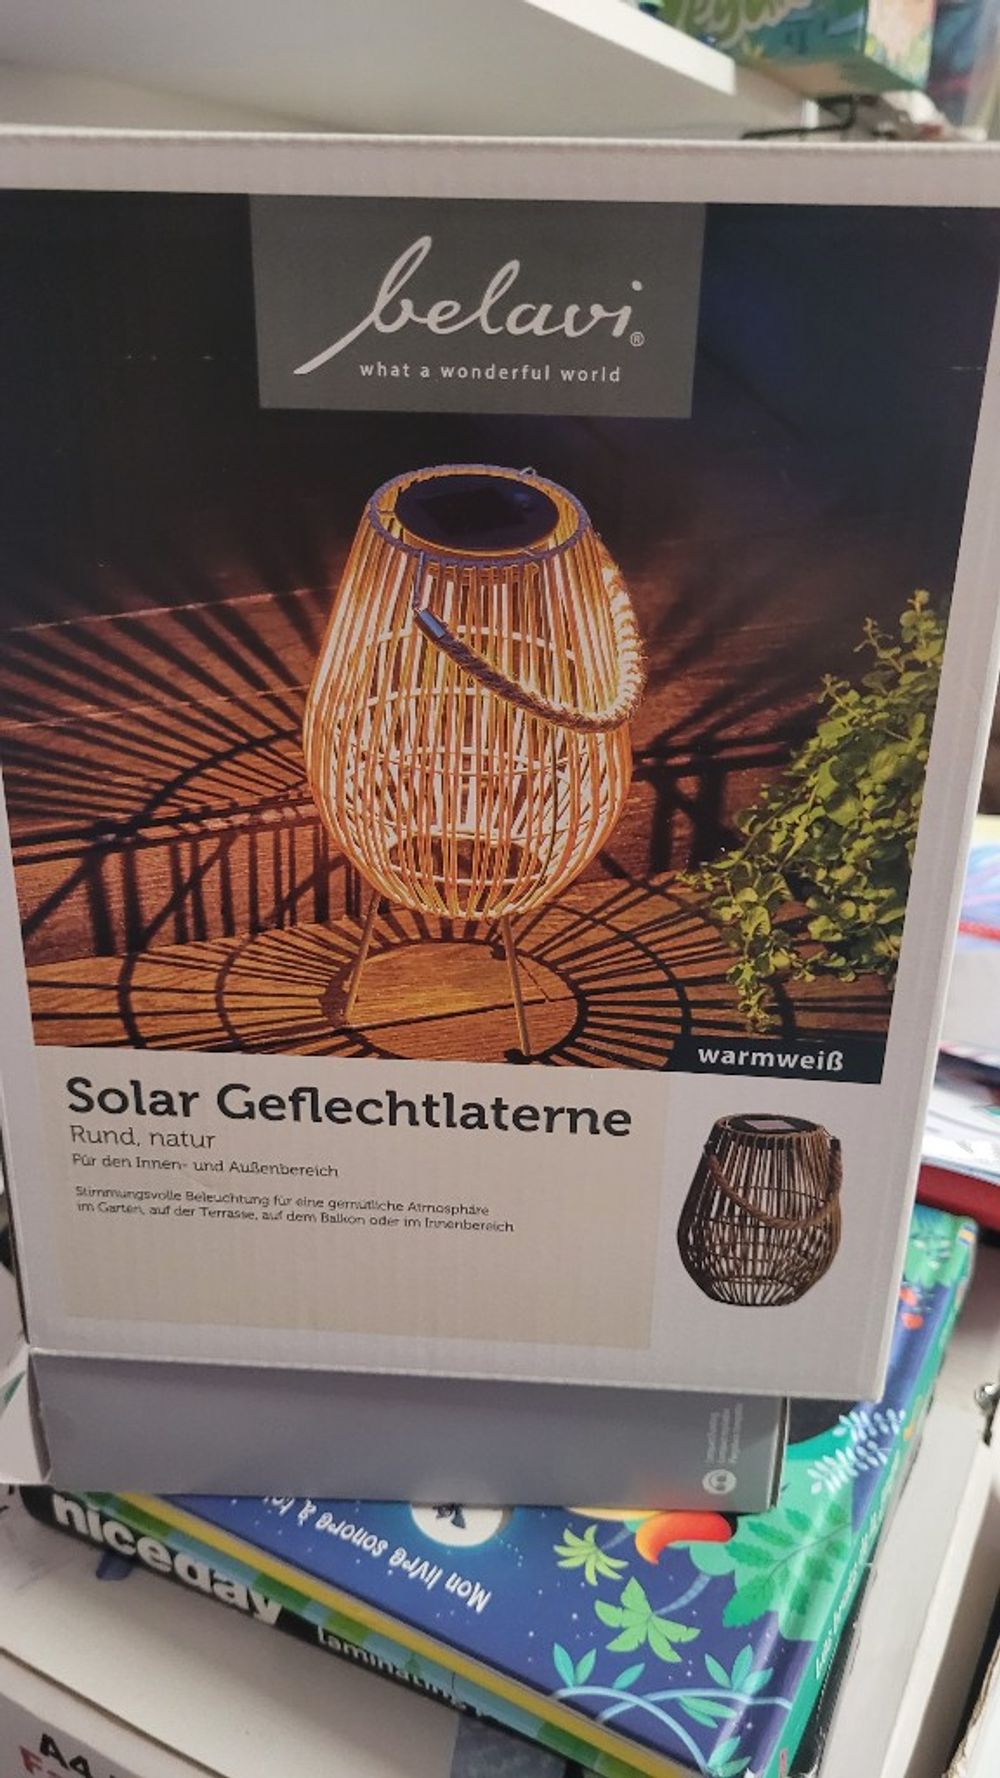 belavi®
what a wonderful world
warmweiß
Solar Geflechtlaterne
Rund, natur
Für den Innen- und Außenbereich
Stimmungsvolle Beleuchtung für eine gemütliche Atmosphäre
im Garten, auf der Terrasse, auf dem Balkon oder im Innenbereich
Mon livre sonore à
niceday
A4